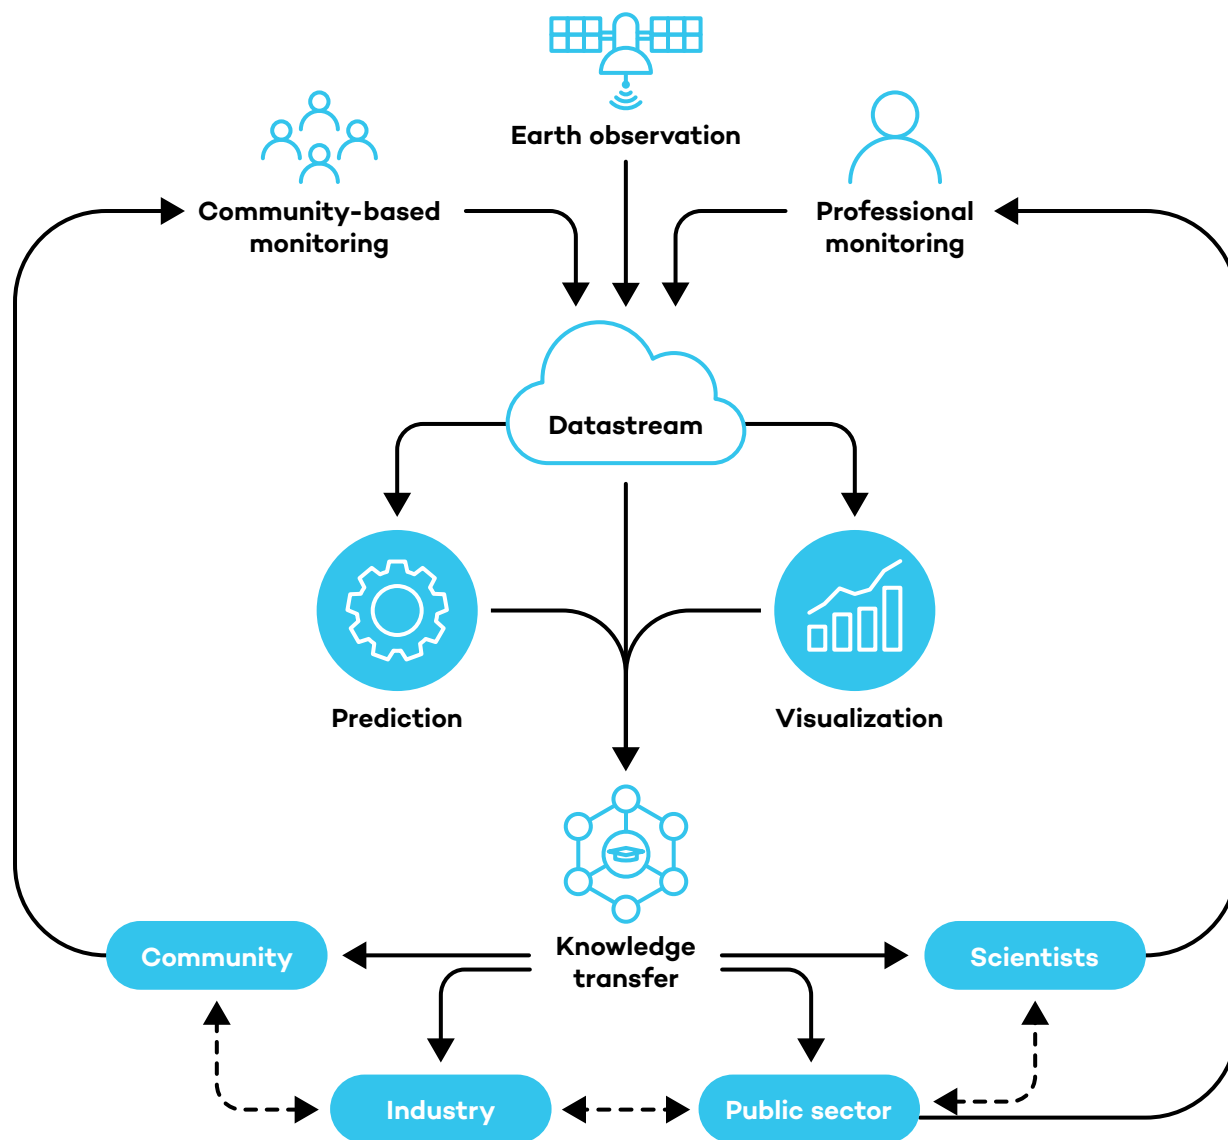 Earth observation
Community-based
monitoring
Professional
monitoring
Datastream
Prediction
Visualization
Knowledge
transfer
Community
Scientists
Industry
Public sector